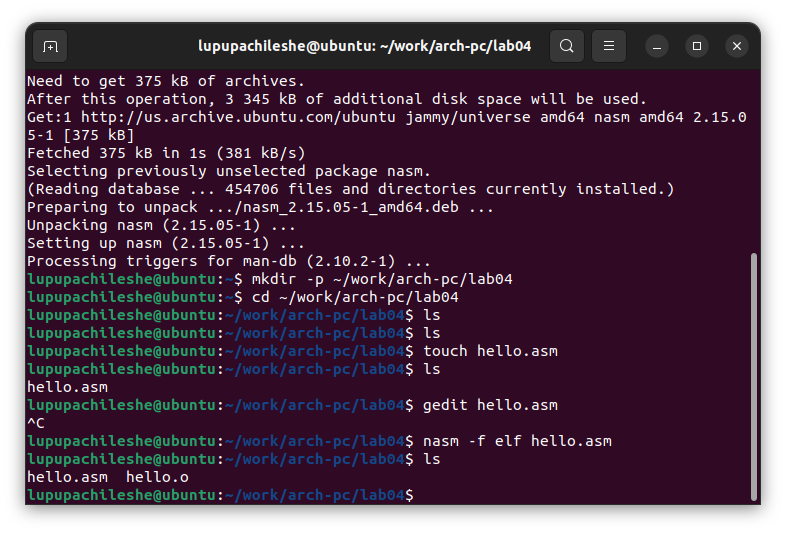 lupupachileshe@ubuntu: ~/work/arch-pc/lab04
Need to get 375 kB of archives.
After this operation, 3 345 kB of additional disk space will be used.
Get:1 http://us.archive.ubuntu.com/ubuntu jammy/universe amd64 nasm amd64 2.15.0
5-1 [375 kB]
Fetched 375 kB in 1s (381 kB/s)
Selecting previously unselected package nasm.
(Reading database ... 454706 files and directories currently installed.)
Preparing to unpack .../nasm_2.15.05-1_amd64.deb ...
Unpacking nasm (2.15.05-1) ...
Setting up nasm (2.15.05-1) ...
Processing triggers for man-db (2.10.2-1) ...
lupupachileshe@ubuntu:~$ mkdir -p ~/work/arch-pc/lab04
lupupachileshe@ubuntu:~$ cd ~/work/arch-pc/lab04
lupupachileshe@ubuntu:~/work/arch-pc/lab04$ ls
lupupachileshe@ubuntu:~/work/arch-pc/lab04$ ls
lupupachileshe@ubuntu:~/work/arch-pc/lab04$ touch hello.asm
lupupachileshe@ubuntu:~/work/arch-pc/lab04$ ls
hello.asm
lupupachileshe@ubuntu:~/work/arch-pc/lab04$ gedit hello.asm
^C
lupupachileshe@ubuntu:~/work/arch-pc/lab04$ nasm -f elf hello.asm
lupupachileshe@ubuntu:~/work/arch-pc/lab04$ ls
hello.asm  hello.o
lupupachileshe@ubuntu:~/work/arch-pc/lab04$